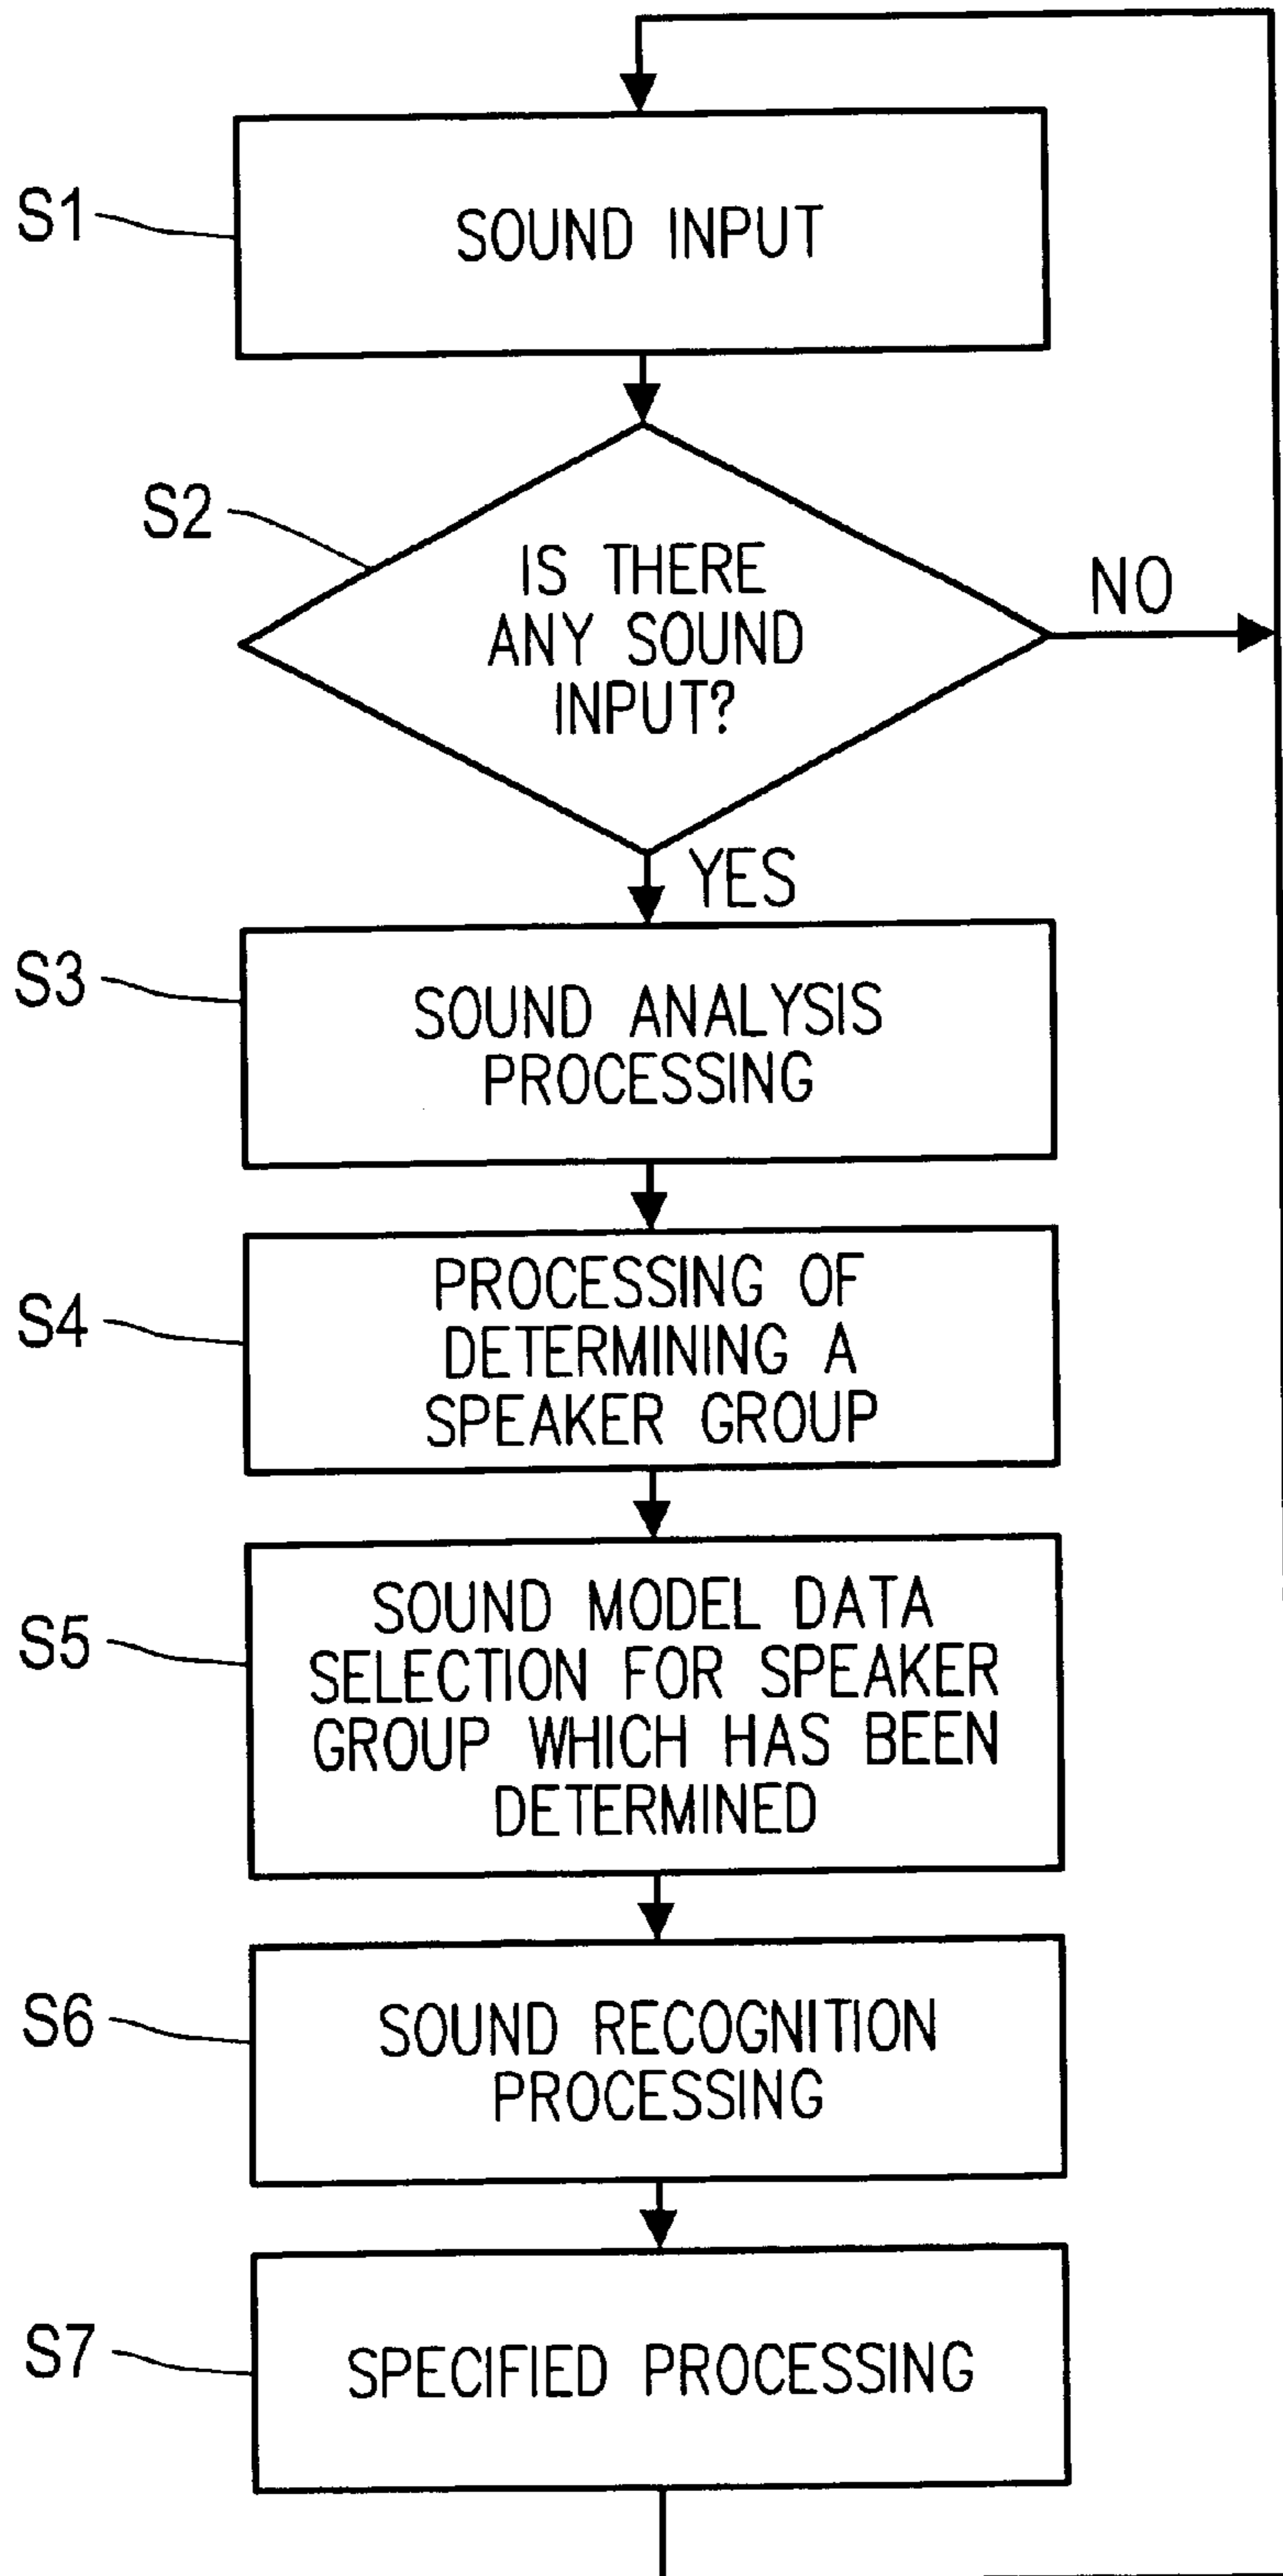 S1
SOUND INPUT
S2
IS THERE
ANY SOUND
INPUT?
NO
YES
S3
SOUND ANALYSIS
PROCESSING
S4
PROCESSING OF
DETERMINING A
SPEAKER GROUP
S5
SOUND MODEL DATA
SELECTION FOR SPEAKER
GROUP WHICH HAS BEEN
DETERMINED
S6
SOUND RECOGNITION
PROCESSING
S7
SPECIFIED PROCESSING